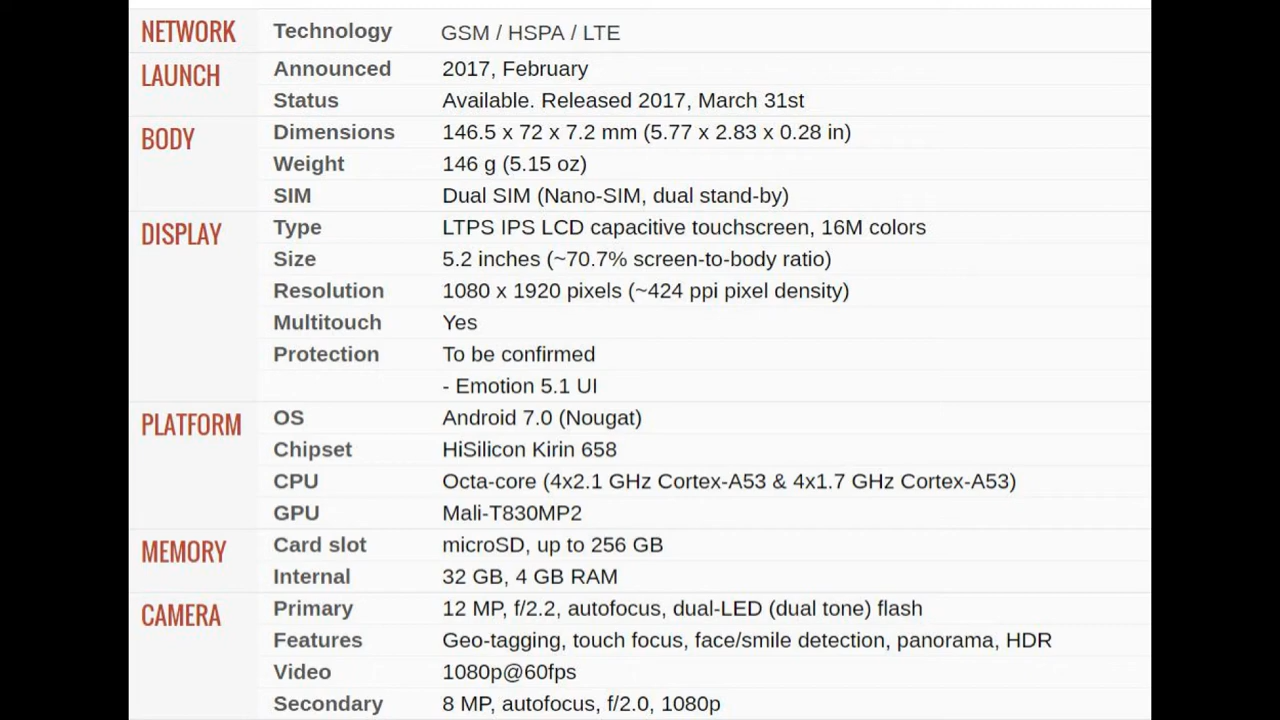 NETWORK Technology GSM / HSPA / LTE
LAUNCH Announced 2017, February
Status Available. Released 2017, March 31st
BODY Dimensions 146.5 x 72 x 7.2 mm (5.77 x 2.83 x 0.28 in)
Weight 146 g (5.15 oz)
SIM Dual SIM (Nano-SIM, dual stand-by)
DISPLAY Type LTPS IPS LCD capacitive touchscreen, 16M colors
Size 5.2 inches (~70.7% screen-to-body ratio)
Resolution 1080 x 1920 pixels (~424 ppi pixel density)
Multitouch Yes
Protection To be confirmed
- Emotion 5.1 UI
PLATFORM OS Android 7.0 (Nougat)
Chipset HiSilicon Kirin 658
CPU Octa-core (4x2.1 GHz Cortex-A53 & 4x1.7 GHz Cortex-A53)
GPU Mali-T830MP2
MEMORY Card slot microSD, up to 256 GB
Internal 32 GB, 4 GB RAM
CAMERA Primary 12 MP, f/2.2, autofocus, dual-LED (dual tone) flash
Features Geo-tagging, touch focus, face/smile detection, panorama, HDR
Video 1080p@60fps
Secondary 8 MP, autofocus, f/2.0, 1080p